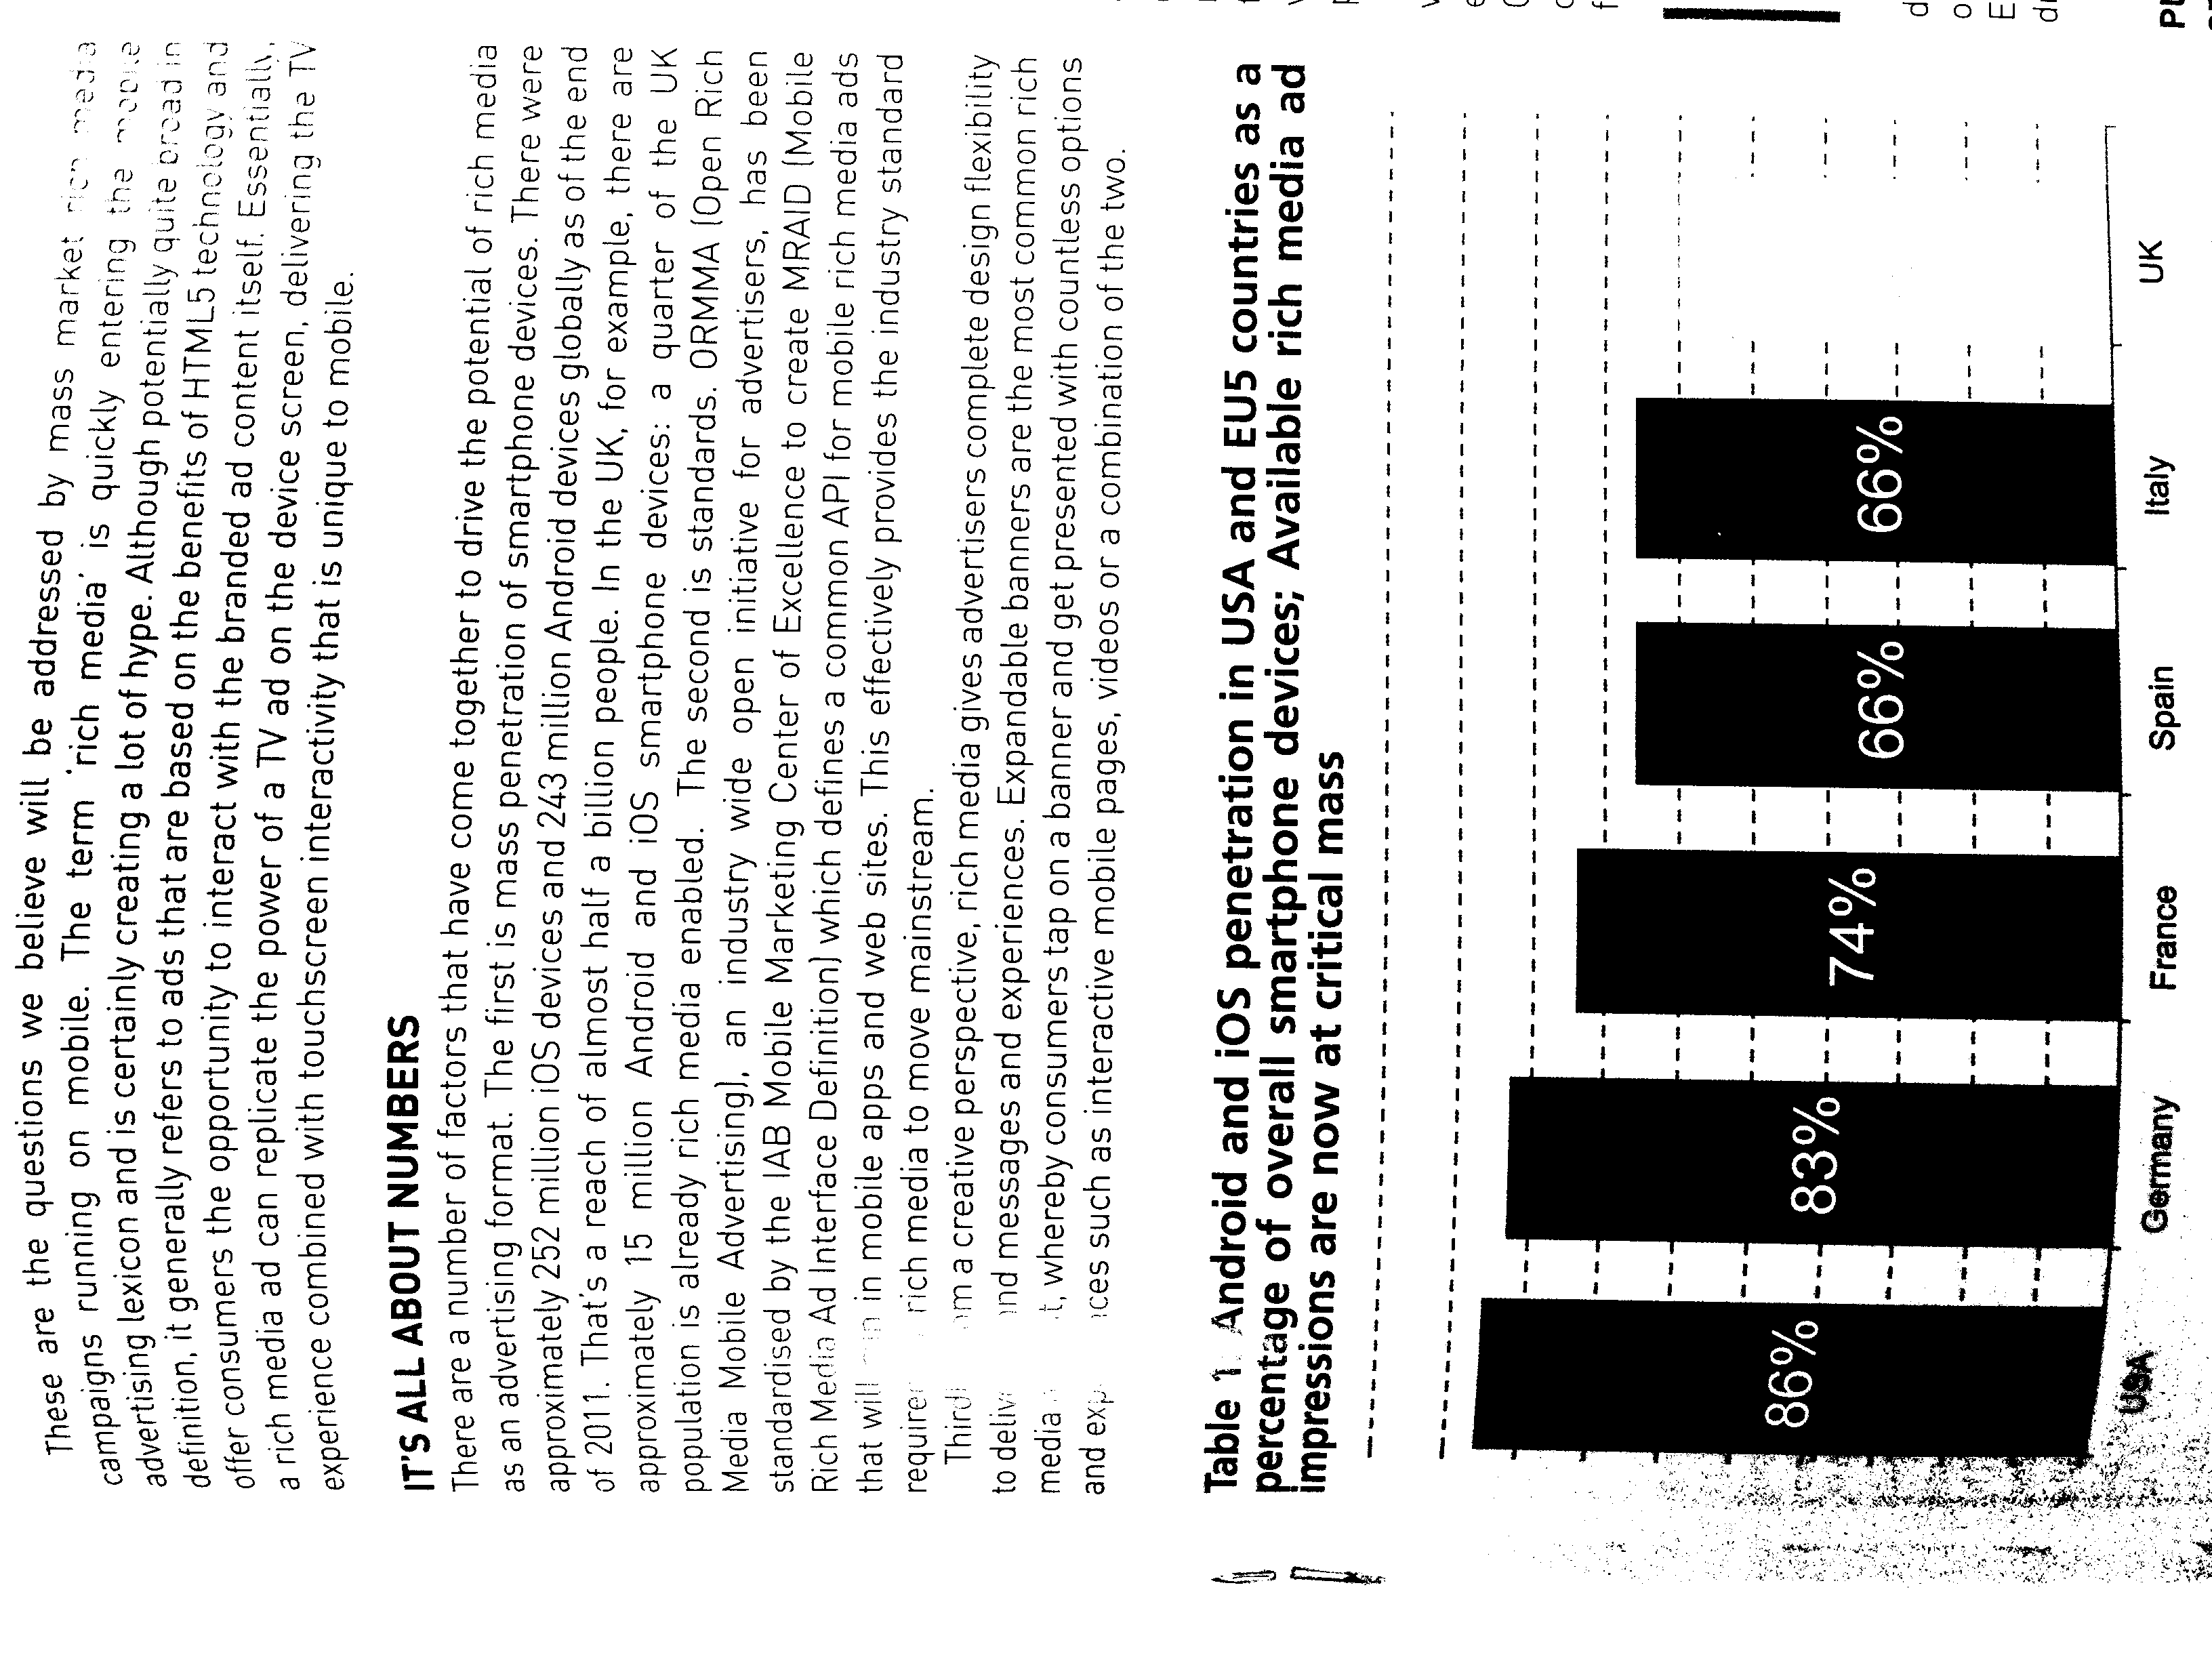 These are the questions we believe will be addressed by mass market rich media
campaigns running on mobile. The term 'rich media' is quickly entering the mobile
advertising lexicon and is certainly creating a lot of hype. Although potentially quite broad in
definition, it generally refers to ads that are based on the benefits of HTML5 technology and
offer consumers the opportunity to interact with the branded ad content itself. Essentially,
a rich media ad can replicate the power of a TV ad on the device screen, delivering the TV
experience combined with touchscreen interactivity that is unique to mobile.
IT'S ALL ABOUT NUMBERS
There are a number of factors that have come together to drive the potential of rich media
as an advertising format. The first is mass penetration of smartphone devices. There were
approximately 252 million iOS devices and 243 million Android devices globally as of the end
of 2011. That's a reach of almost half a billion people. In the UK, for example, there are
approximately 15 million Android and iOS smartphone devices: a quarter of the UK
population is already rich media enabled. The second is standards. ORMMA (Open Rich
Media Mobile Advertising), an industry wide open initiative for advertisers, has been
standardised by the IAB Mobile Marketing Center of Excellence to create MRAID (Mobile
Rich Media Ad Interface Definition) which defines a common API for mobile rich media ads
that will in mobile apps and web sites. This effectively provides the industry standard
rich media to move mainstream.
a creative perspective, rich media gives advertisers complete design flexibility
to messages and experiences. Expandable banners are the most common rich
media whereby consumers tap on a banner and get presented with countless options
and such as interactive mobile pages, videos or a combination of the two.
Table 1 Android and iOS penetration in USA and EU5 countries as a
percentage of overall smartphone devices; Available rich media ad
impressions are now at critical mass
86% 83% 74% 66% 66%
USA Germany France Spain Italy UK